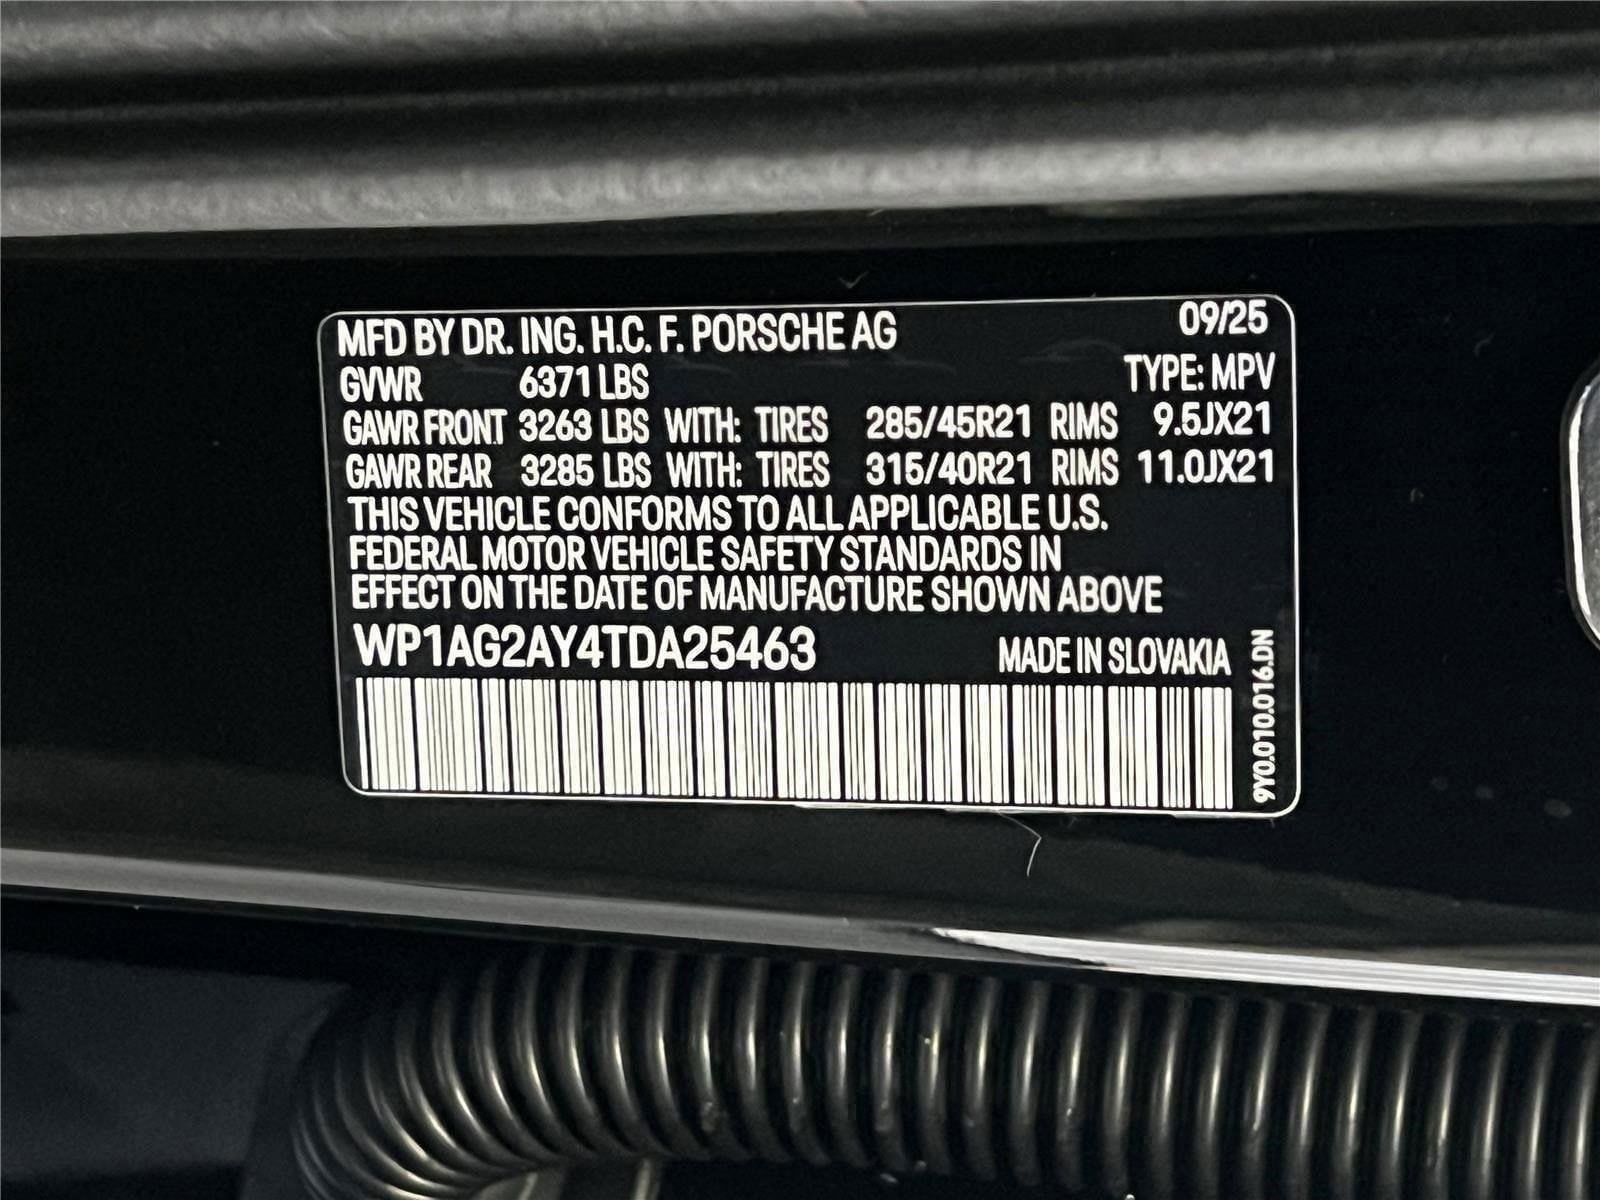 MFD BY DR. ING. H.C. F. PORSCHE AG 09/25
GVWR 6371 LBS TYPE: MPV
GAWR FRONT 3263 LBS WITH: TIRES 285/45R21 RIMS 9.5JX21
GAWR REAR 3285 LBS WITH: TIRES 315/40R21 RIMS 11.0JX21
THIS VEHICLE CONFORMS TO ALL APPLICABLE U.S.
FEDERAL MOTOR VEHICLE SAFETY STANDARDS IN
EFFECT ON THE DATE OF MANUFACTURE SHOWN ABOVE
WP1AG2AY4TDA25463 MADE IN SLOVAKIA
9Y0.010.016.DN